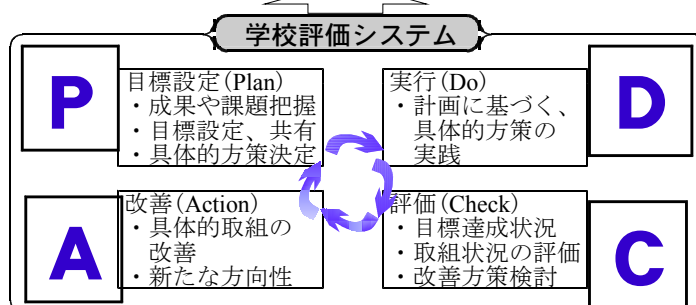 学校評価システム
P
目標設定(Plan)
・成果や課題把握
・目標設定、共有
・具体的方策決定
実行(Do)
・計画に基づく、
具体的方策の
実践
D
A
改善(Action)
・具体的取組の
改善
・新たな方向性
評価(Check)
・目標達成状況
・取組状況の評価
・改善方策検討
C